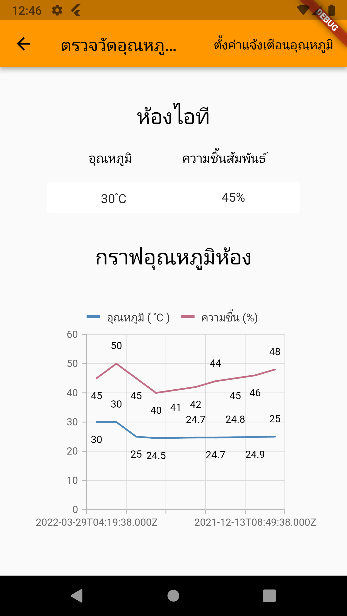 12:46
DEBUG
ตรวจวัดอุณหภู... ตั้งค่าแจ้งเตือนอุณหภูมิ
ห้องไอที
อุณหภูมิ ความชื้นสัมพันธ์
30°C 45%
กราฟอุณหภูมิห้อง
อุณหภูมิ ( °C ) ความชื้น (%)
60
50
40
30
20
10
0
50 44 48
45 45 40 41 42 45 46
30 24.7 24.8 25
30 25 24.5 24.7 24.9
2022-03-29T04:19:38.000Z 2021-12-13T08:49:38.000Z